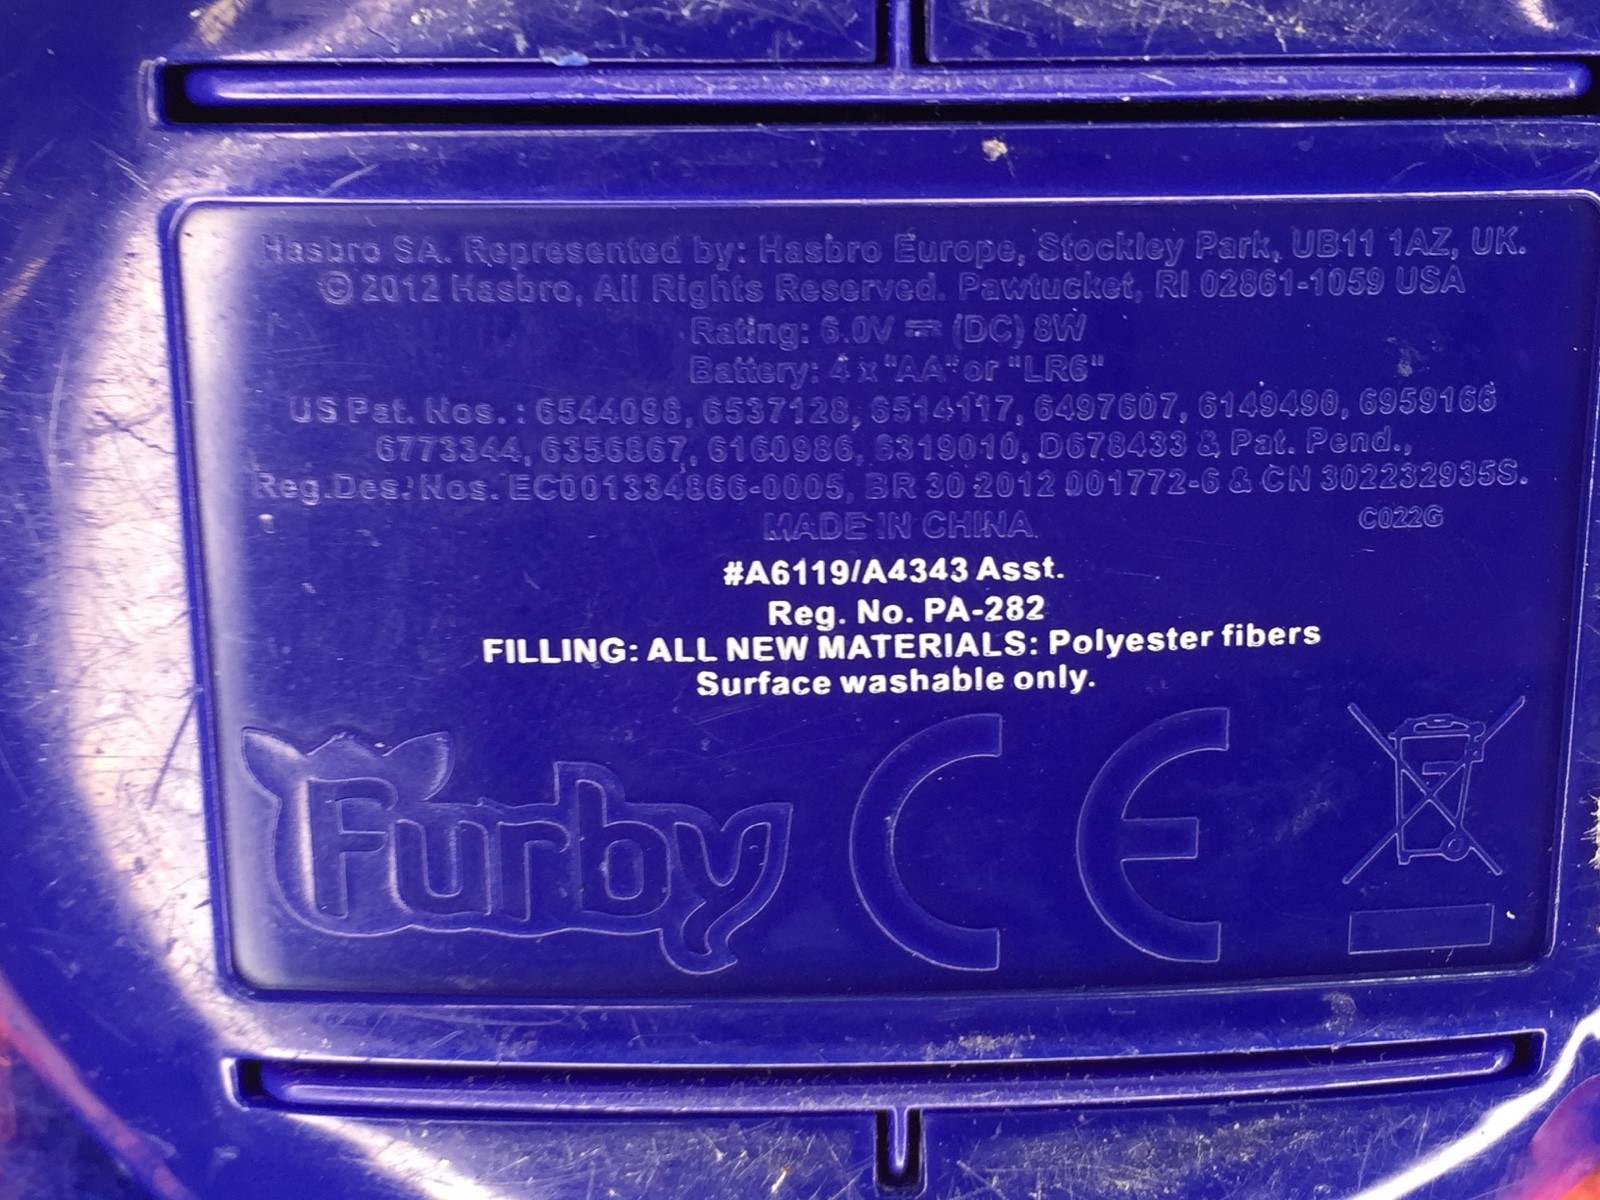 Hasbro SA. Represented by: Hasbro Europe, Stockley Park, UB11 1AZ, UK.
©2012 Hasbro, All Rights Reserved. Pawtucket, RI 02861-1059 USA
Rating: 6.0V ⎓ (DC) 8W
Battery: 4 x "AA" or "LR6"
US Pat. Nos. : 6544098, 6537128, 6514117, 6497607, 6149490, 6959166
6773344, 6356867, 6160986, 6319010, D678433 & Pat. Pend.,
Reg.Des. Nos. EC001334866-0005, BR 30 2012 001772-6 & CN 302232935S.
MADE IN CHINA C022G
#A6119/A4343 Asst.
Reg. No. PA-282
FILLING: ALL NEW MATERIALS: Polyester fibers
Surface washable only.
Furby CE